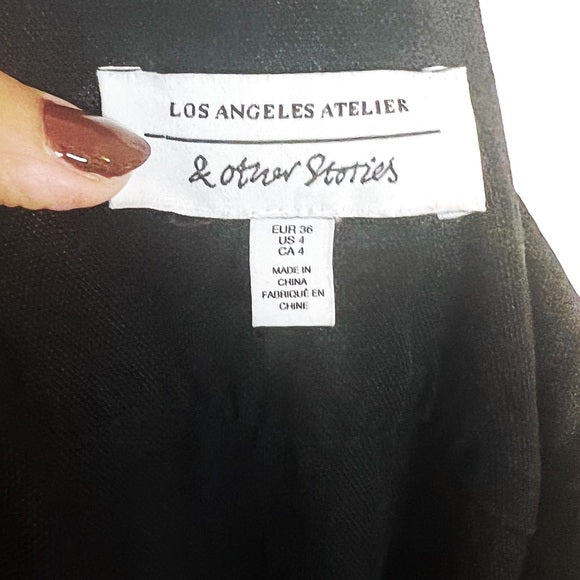 LOS ANGELES ATELIER
& other Stories
EUR 36
US 4
CA 4
MADE IN
CHINA
FABRIQUÉ EN
CHINE